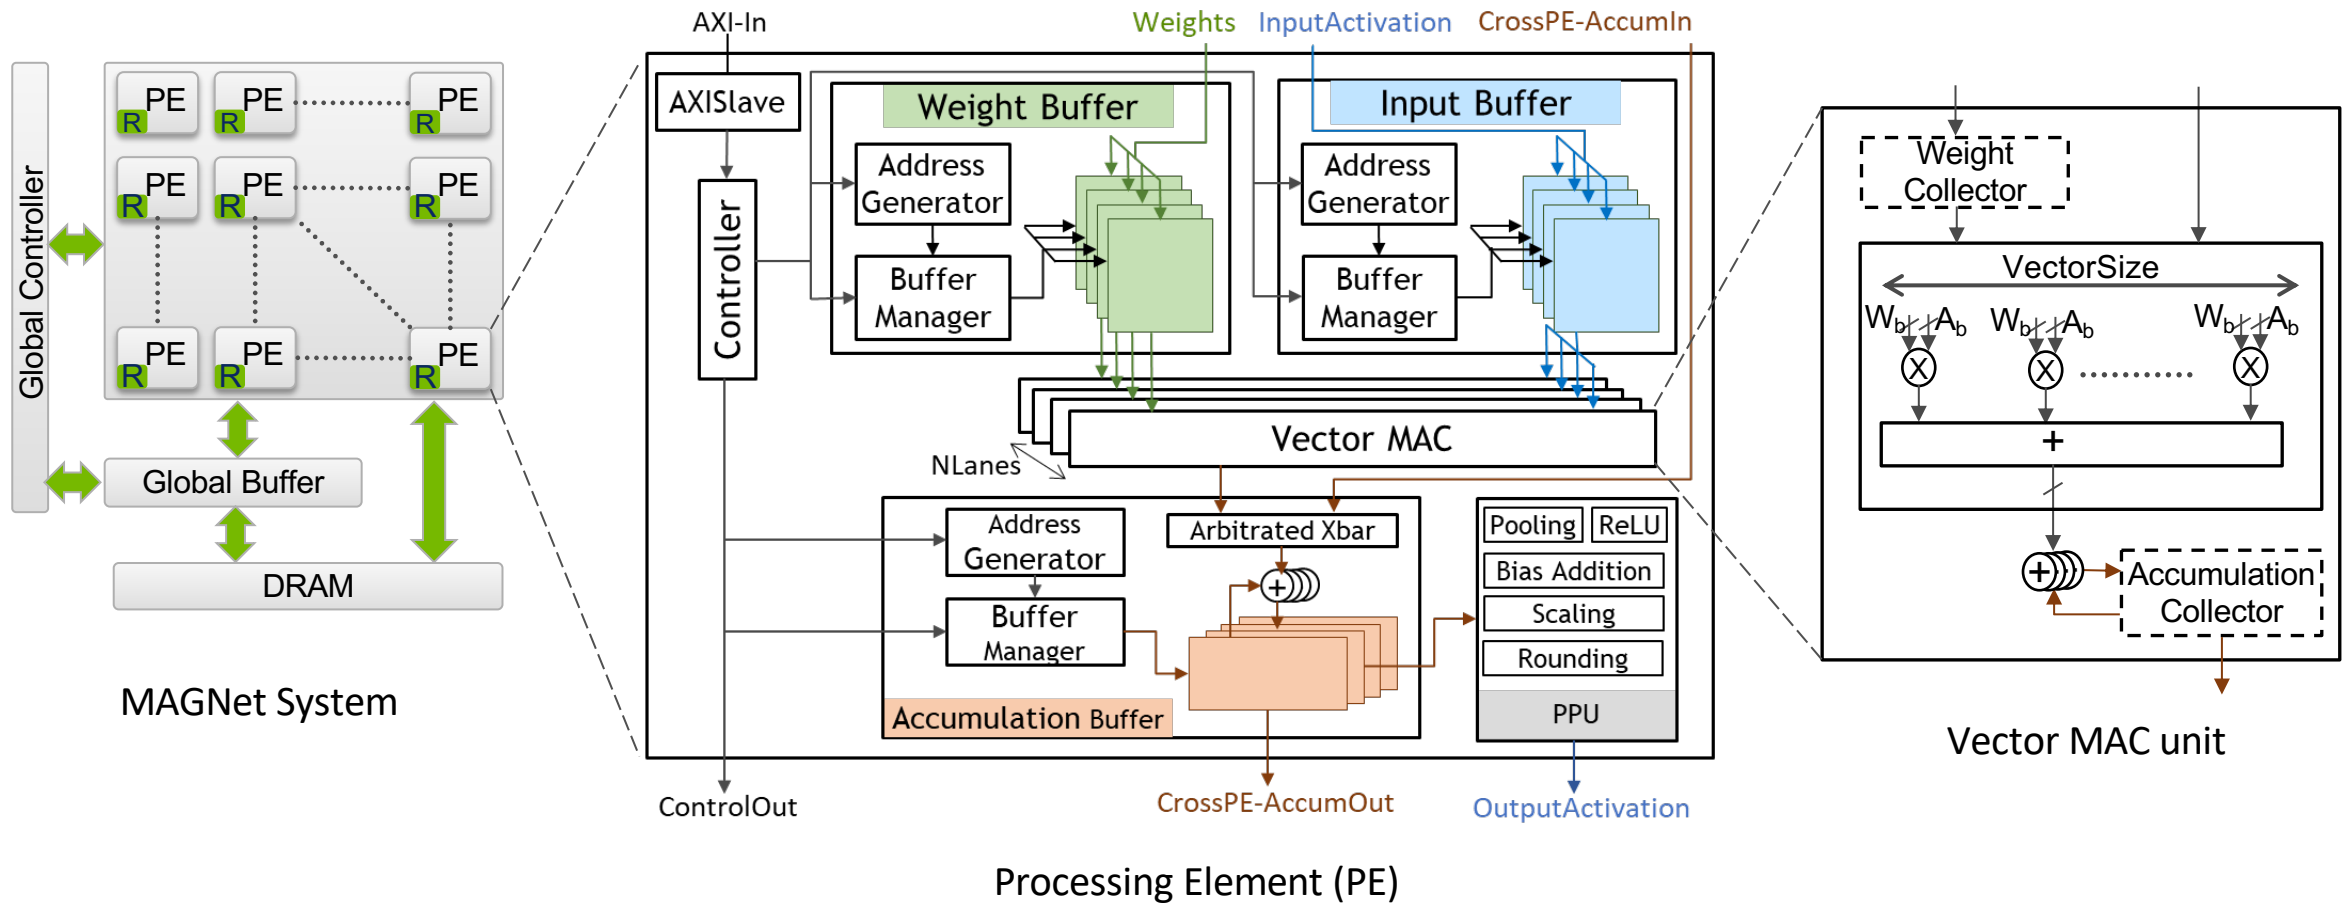 AXI-In
Weights
InputActivation
CrossPE-AccumIn
Global Controller
PE
R
PE
R
PE
R
PE
R
PE
R
PE
R
PE
R
PE
R
PE
R
Global Buffer
DRAM
MAGNet System
AXISlave
Controller
Weight Buffer
Address
Generator
Buffer
Manager
Input Buffer
Address
Generator
Buffer
Manager
Vector MAC
NLanes
Address
Generator
Buffer
Manager
Arbitrated Xbar
+
Accumulation Buffer
Pooling
ReLU
Bias Addition
Scaling
Rounding
PPU
ControlOut
CrossPE-AccumOut
OutputActivation
Processing Element (PE)
Weight
Collector
VectorSize
Wb
Ab
Wb
Ab
Wb
Ab
X
X
X
+
+
Accumulation
Collector
Vector MAC unit